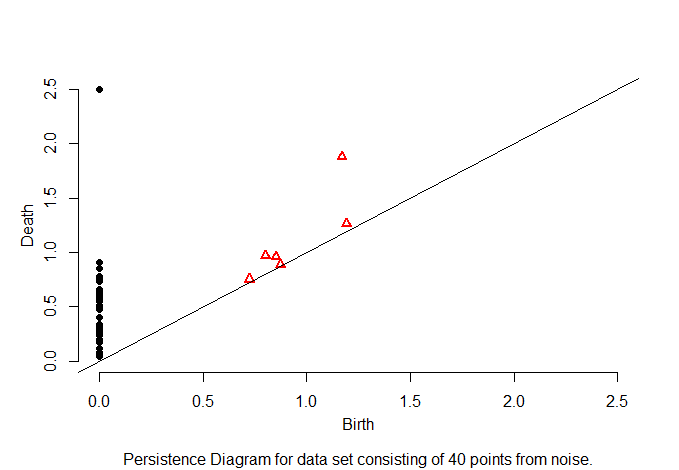 2.5
2.0
1.5
1.0
0.5
0.0
Death
0.0 0.5 1.0 1.5 2.0 2.5
Birth
Persistence Diagram for data set consisting of 40 points from noise.